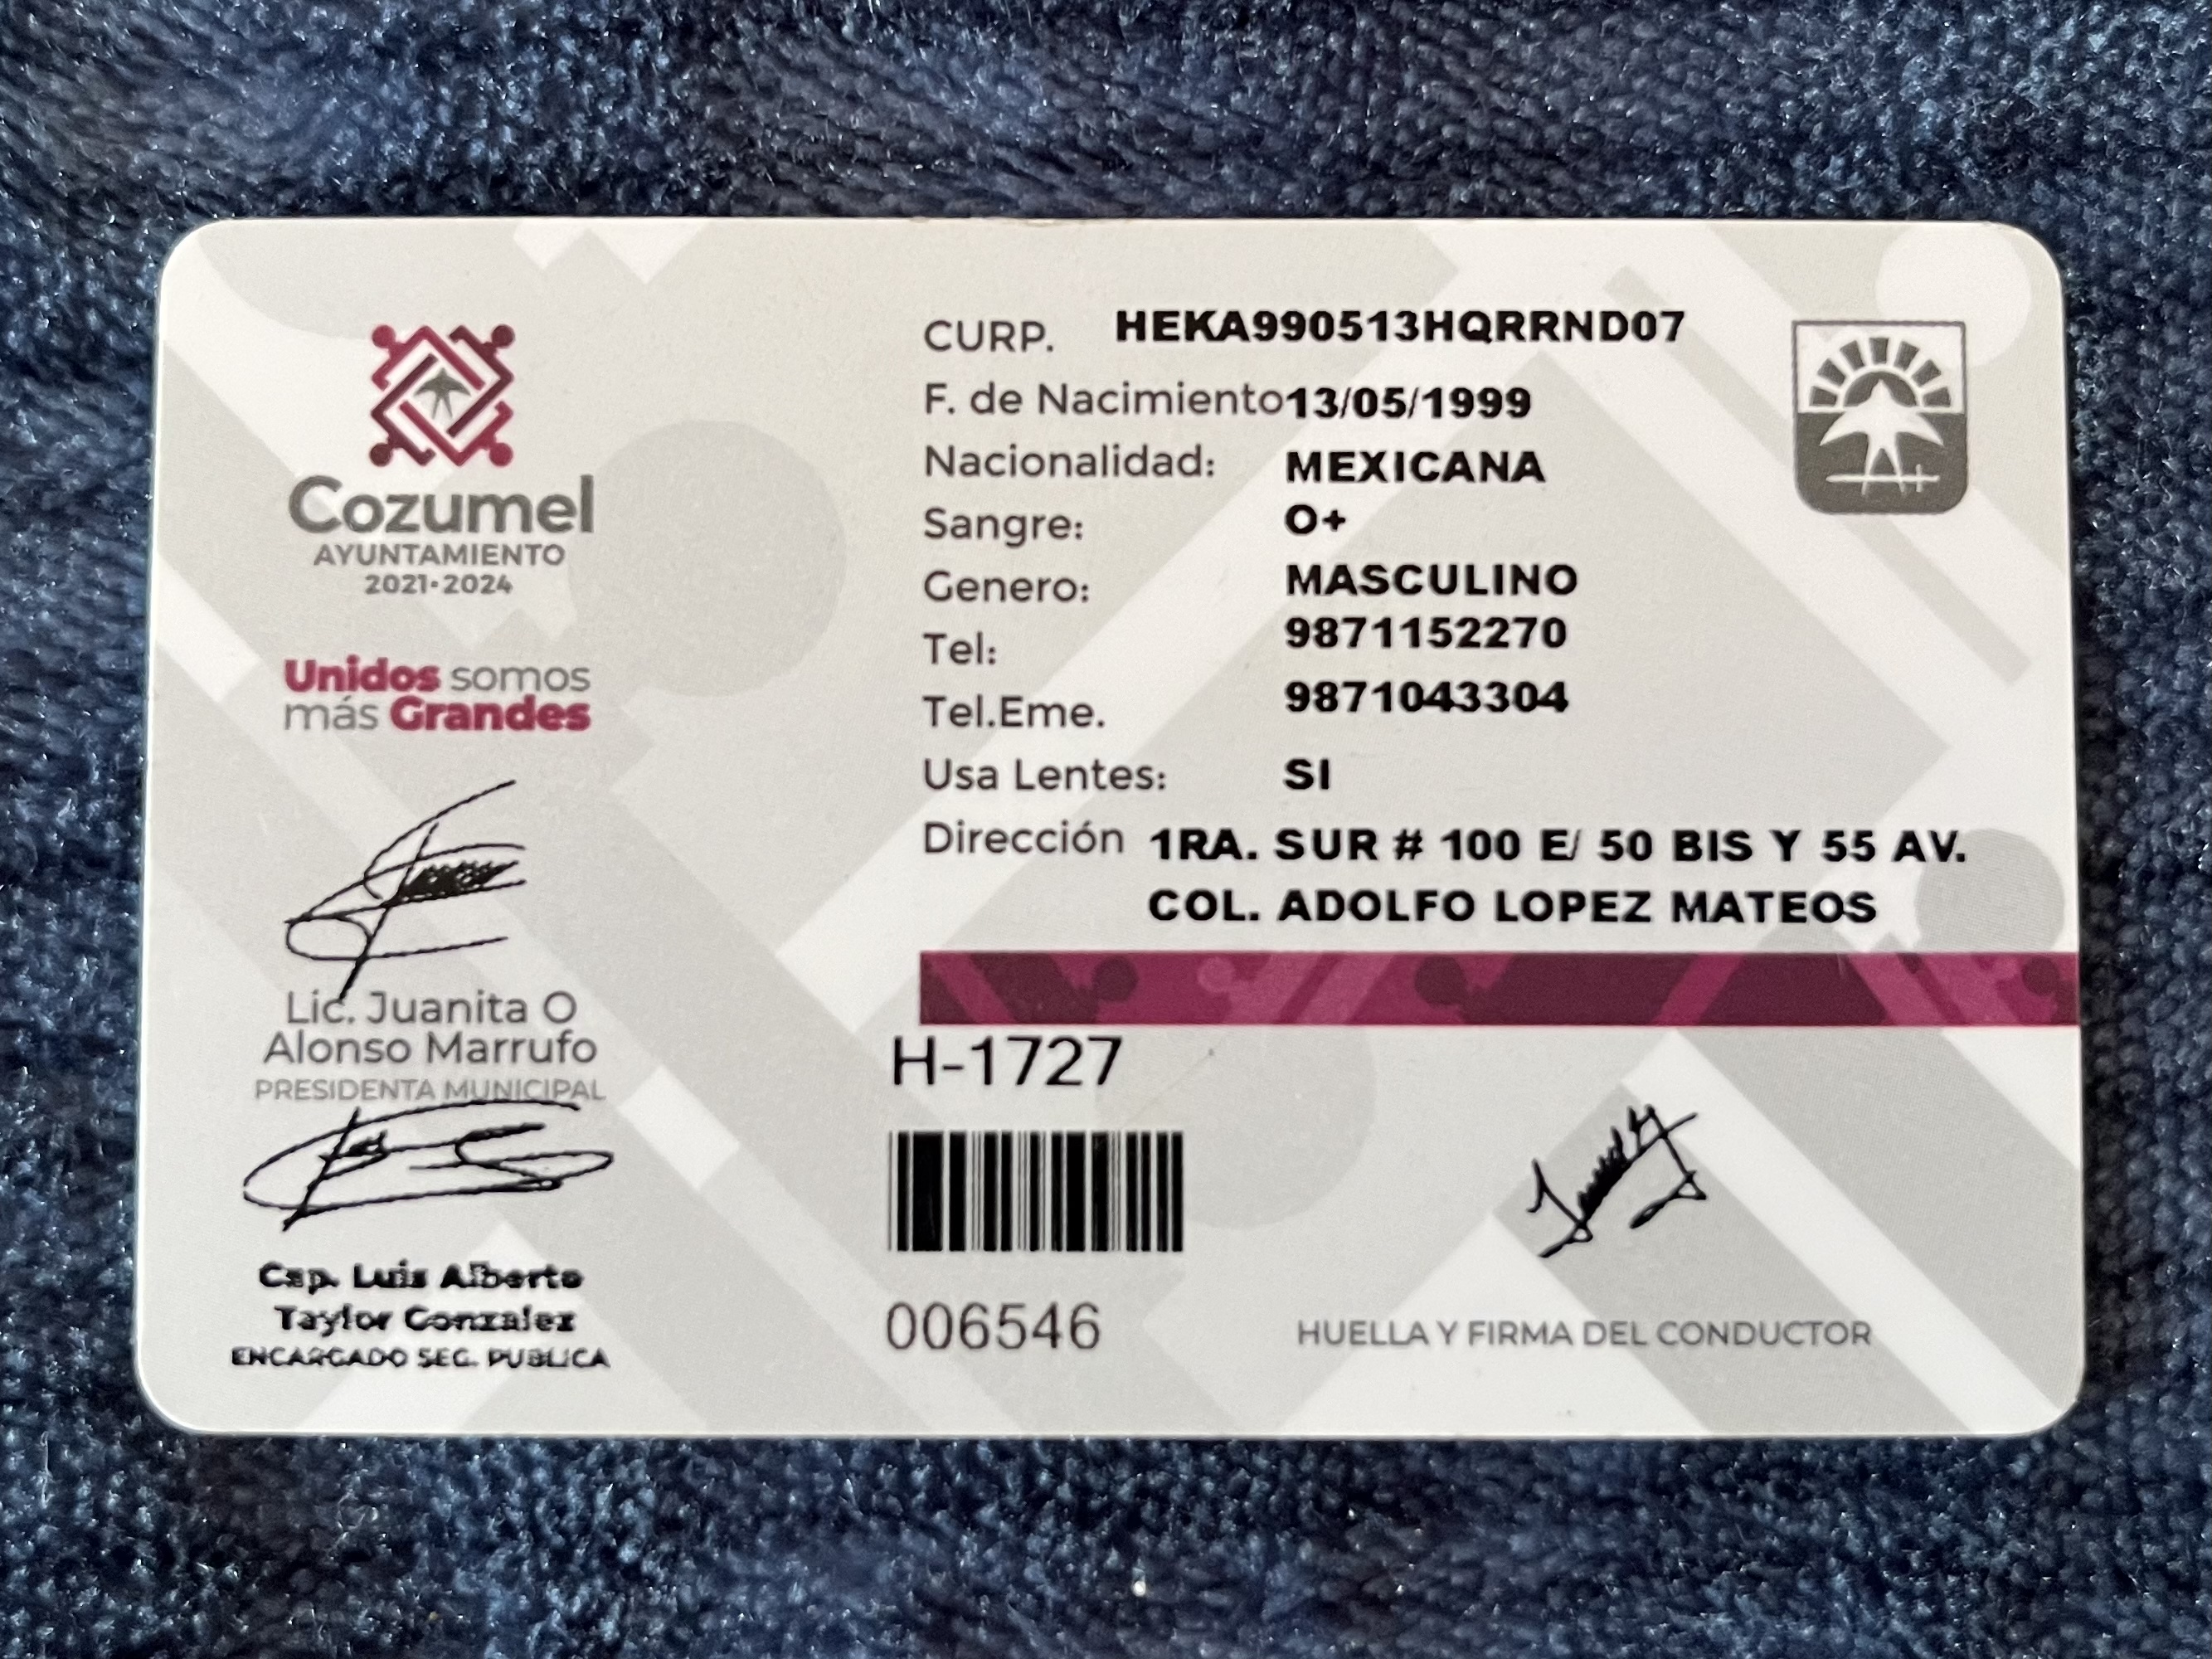 Cozumel
AYUNTAMIENTO
2021•2024
Unidos somos
más Grandes
Lic. Juanita O
Alonso Marrufo
PRESIDENTA MUNICIPAL
Cap. Luis Alberto
Taylor Gonzalez
ENCARGADO SEG. PUBLICA
CURP. HEKA990513HQRRND07
F. de Nacimiento 13/05/1999
Nacionalidad: MEXICANA
Sangre: O+
Genero: MASCULINO
Tel: 9871152270
Tel.Eme. 9871043304
Usa Lentes: SI
Dirección 1RA. SUR # 100 E/ 50 BIS Y 55 AV.
COL. ADOLFO LOPEZ MATEOS
H-1727
006546
HUELLA Y FIRMA DEL CONDUCTOR